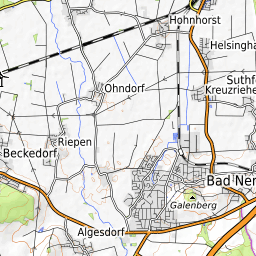 Hohnhorst
Helsingha
Suthf
Kreuzriehe
Ohndorf
Riepen
Beckedorf
Bad Nen
Galenberg
Algesdorf